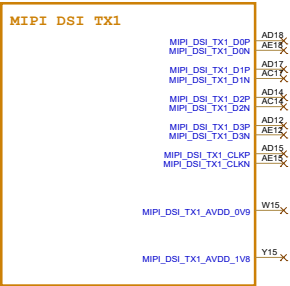 MIPI DSI TX1
MIPI_DSI_TX1_D0P AD18
MIPI_DSI_TX1_D0N AE18
MIPI_DSI_TX1_D1P AD17
MIPI_DSI_TX1_D1N AC17
MIPI_DSI_TX1_D2P AD14
MIPI_DSI_TX1_D2N AC14
MIPI_DSI_TX1_D3P AD12
MIPI_DSI_TX1_D3N AE12
MIPI_DSI_TX1_CLKP AD15
MIPI_DSI_TX1_CLKN AE15
MIPI_DSI_TX1_AVDD_0V9 W15
MIPI_DSI_TX1_AVDD_1V8 Y15